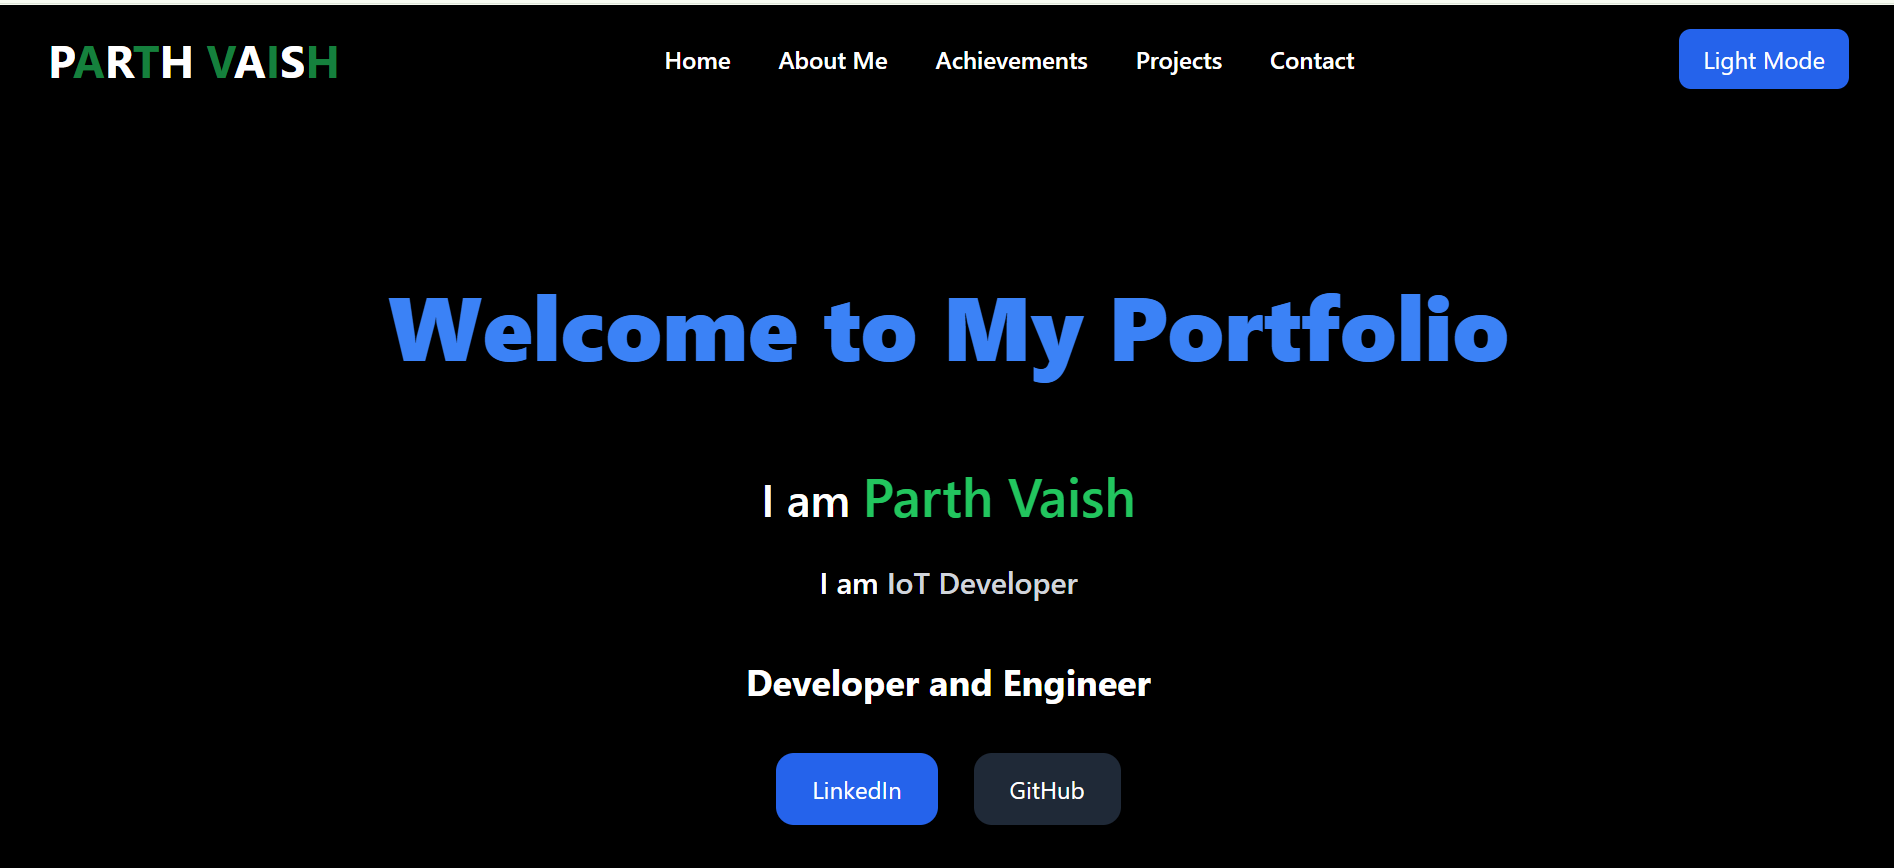 PARTH VAISH
Home About Me Achievements Projects Contact
Light Mode
Welcome to My Portfolio
I am Parth Vaish
I am IoT Developer
Developer and Engineer
LinkedIn GitHub